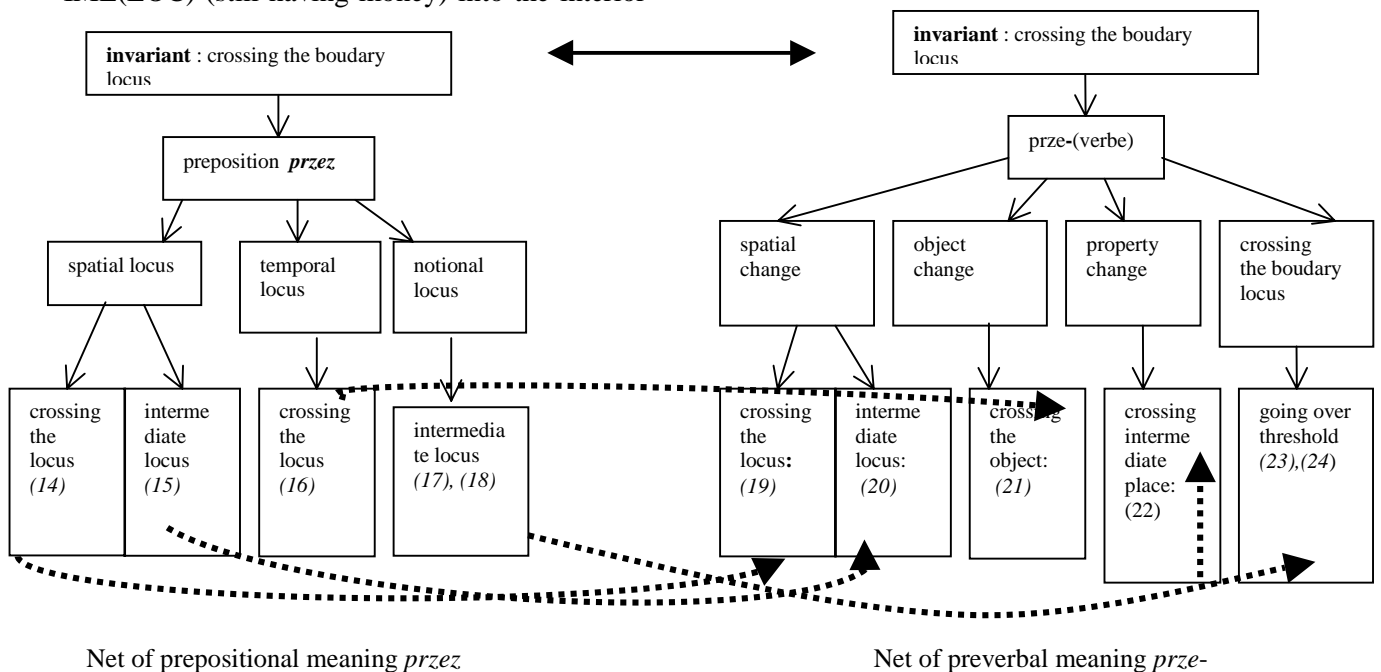 IME(LOC) (still having money) into the interior
invariant : crossing the boudary
locus
preposition przez
spatial locus
temporal
locus
notional
locus
crossing
the
locus
(14)
interme
diate
locus
(15)
crossing
the
locus
(16)
intermedia
te locus
(17), (18)
Net of prepositional meaning przez
invariant : crossing the boudary
locus
prze-(verbe)
spatial
change
object
change
property
change
crossing
the boudary
locus
crossing
the
locus:
(19)
interme
diate
locus:
(20)
crossing
the
object:
(21)
crossing
interme
diate
place:
(22)
going over
threshold
(23),(24)
Net of preverbal meaning prze-